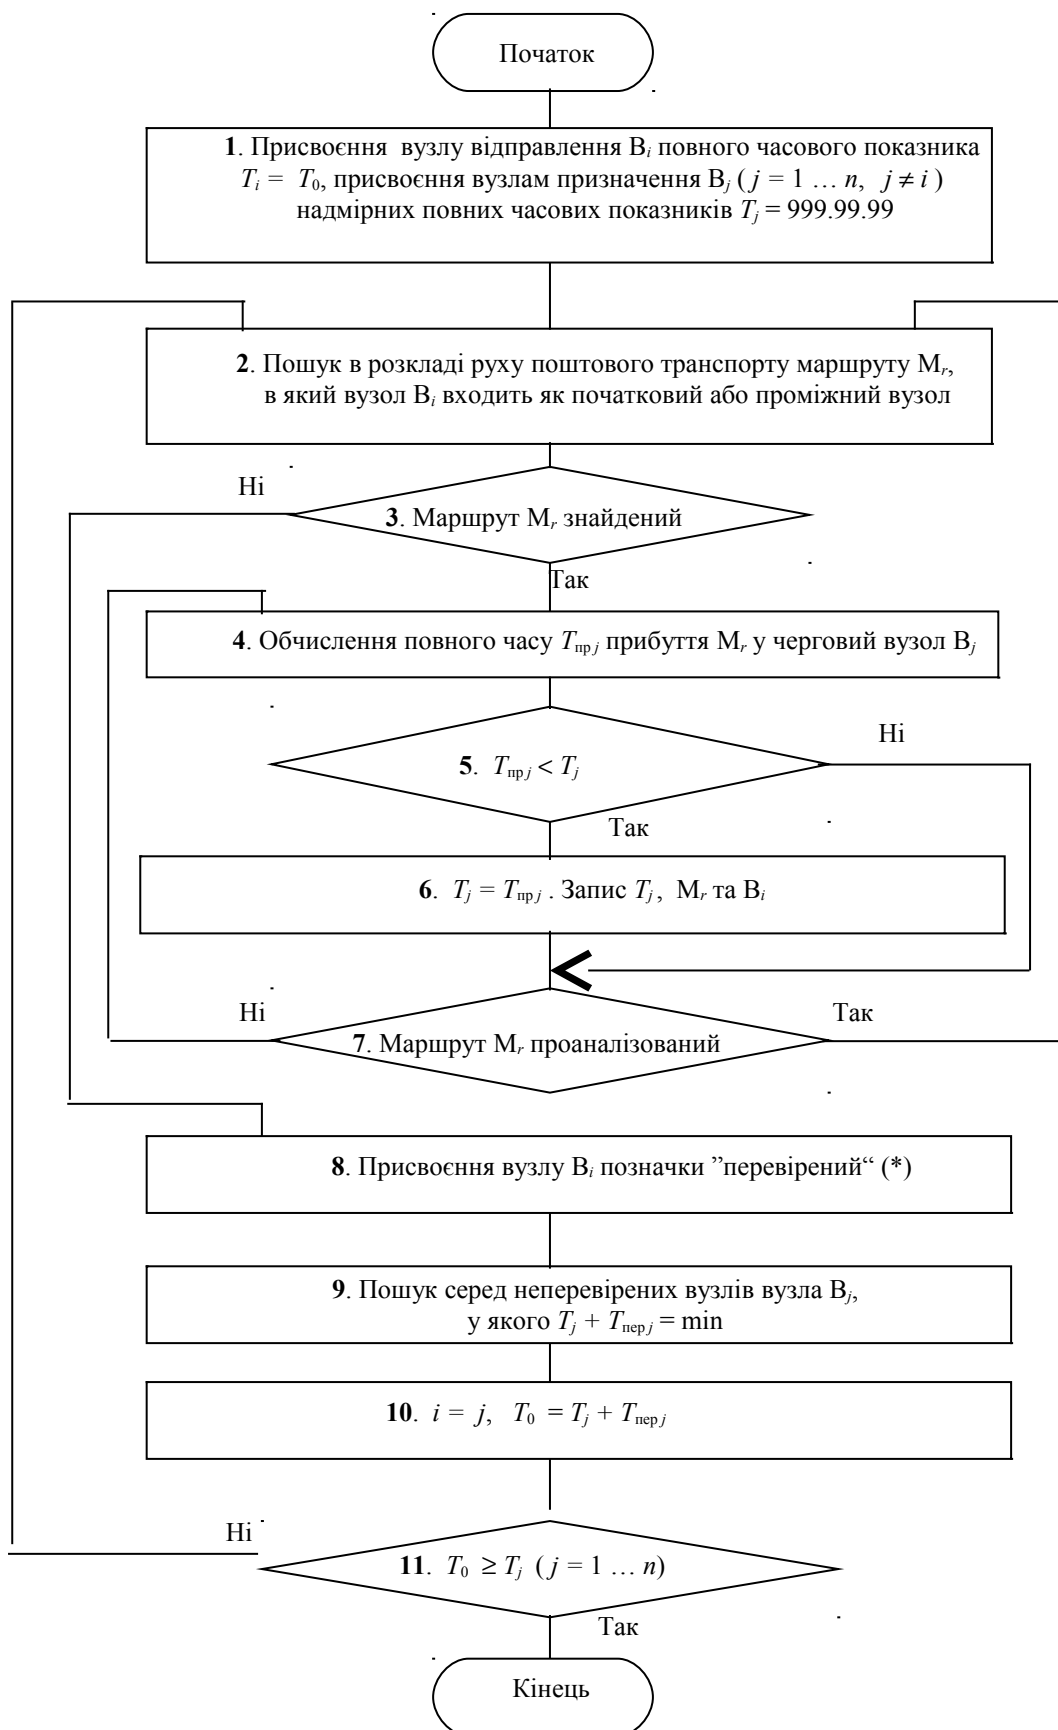 Початок
1. Присвоєння вузлу відправлення Bi повного часового показника
Ti = T0, присвоєння вузлам призначення Bj ( j = 1 … n, j ≠ i )
надмірних повних часових показників Tj = 999.99.99
2. Пошук в розкладі руху поштового транспорту маршруту Mr,
в який вузол Bi входить як початковий або проміжний вузол
Ні
3. Маршрут Mr знайдений
Так
4. Обчислення повного часу Tпр j прибуття Mr у черговий вузол Bj
Ні
5. Tпр j < Tj
Так
6. Tj = Tпр j . Запис Tj , Mr та Bi
Ні
Так
7. Маршрут Mr проаналізований
8. Присвоєння вузлу Bi позначки ”перевірений“ (*)
9. Пошук серед неперевірених вузлів вузла Bj,
у якого Tj + Tпер j = min
10. i = j, T0 = Tj + Tпер j
Ні
11. T0 ≥ Tj ( j = 1 … n)
Так
Кінець